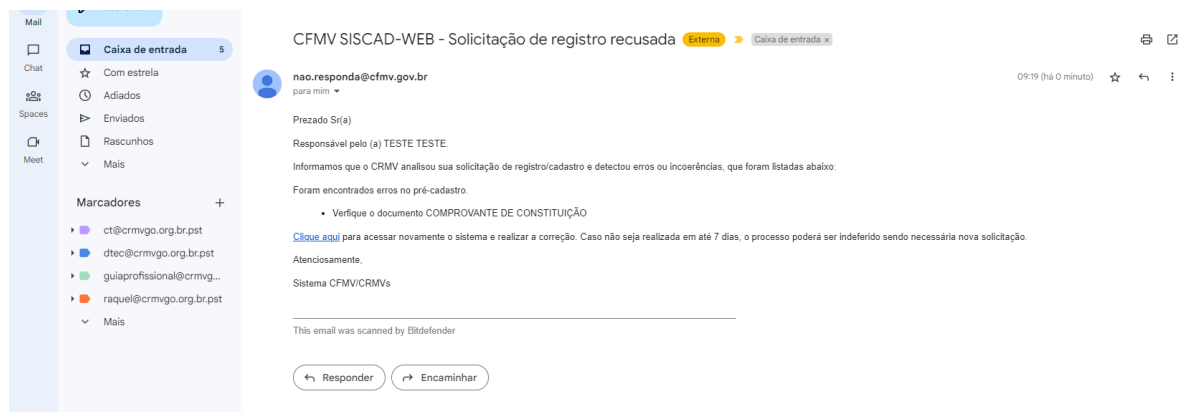 Mail
Chat
Spaces
Meet
Caixa de entrada 5
Com estrela
Adiados
Enviados
Rascunhos
Mais
Marcadores +
ct@crmvgo.org.br.pst
dtec@crmvgo.org.br.pst
guiaprofissional@crmvg...
raquel@crmvgo.org.br.pst
Mais
CFMV SISCAD-WEB - Solicitação de registro recusada Externa Caixa de entrada x
nao.responda@cfmv.gov.br 09:19 (há 0 minuto)
para mim
Prezado Sr(a)
Responsável pelo (a) TESTE TESTE.
Informamos que o CRMV analisou sua solicitação de registro/cadastro e detectou erros ou incoerências, que foram listadas abaixo:
Foram encontrados erros no pré-cadastro.
• Verfique o documento COMPROVANTE DE CONSTITUIÇÃO
Clique aqui para acessar novamente o sistema e realizar a correção. Caso não seja realizada em até 7 dias, o processo poderá ser indeferido sendo necessária nova solicitação.
Atenciosamente,
Sistema CFMV/CRMVs
This email was scanned by Bitdefender
Responder Encaminhar